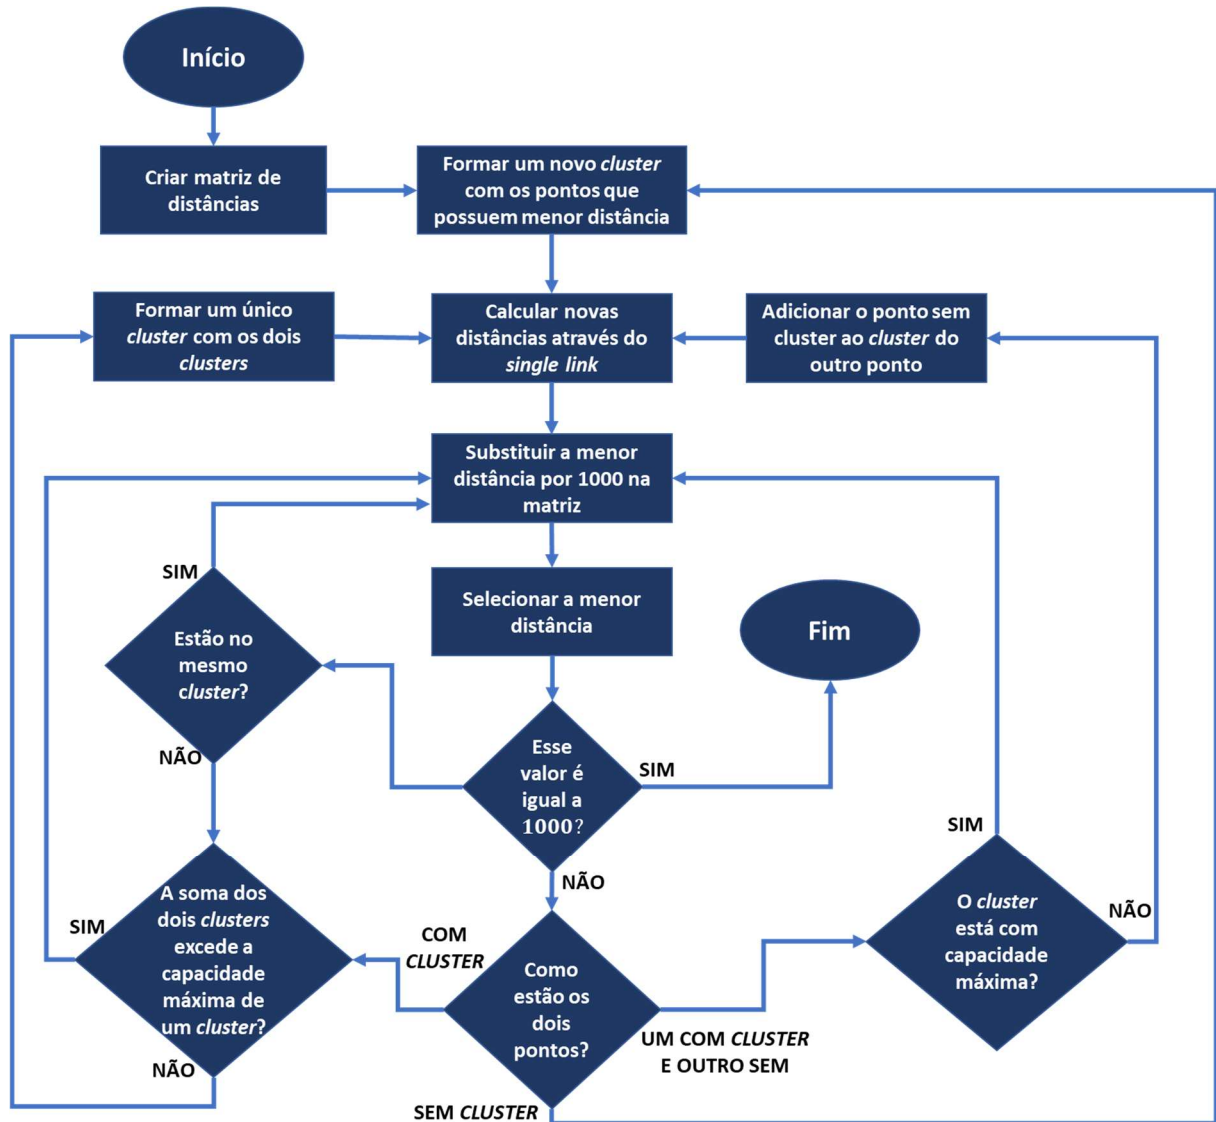 Início
Criar matriz de
distâncias
Formar um novo cluster
com os pontos que
possuem menor distância
Formar um único
cluster com os dois
clusters
Calcular novas
distâncias através do
single link
Adicionar o ponto sem
cluster ao cluster do
outro ponto
Substituir a menor
distância por 1000 na
matriz
SIM
Selecionar a menor
distância
Fim
Estão no
mesmo
cluster?
NÃO
Esse
valor é
igual a
1000?
SIM
NÃO
SIM
O cluster
está com
capacidade
máxima?
NÃO
A soma dos
dois clusters
excede a
capacidade
máxima de
um cluster?
SIM
NÃO
COM
CLUSTER
Como
estão os
dois
pontos?
UM COM CLUSTER
E OUTRO SEM
SEM CLUSTER